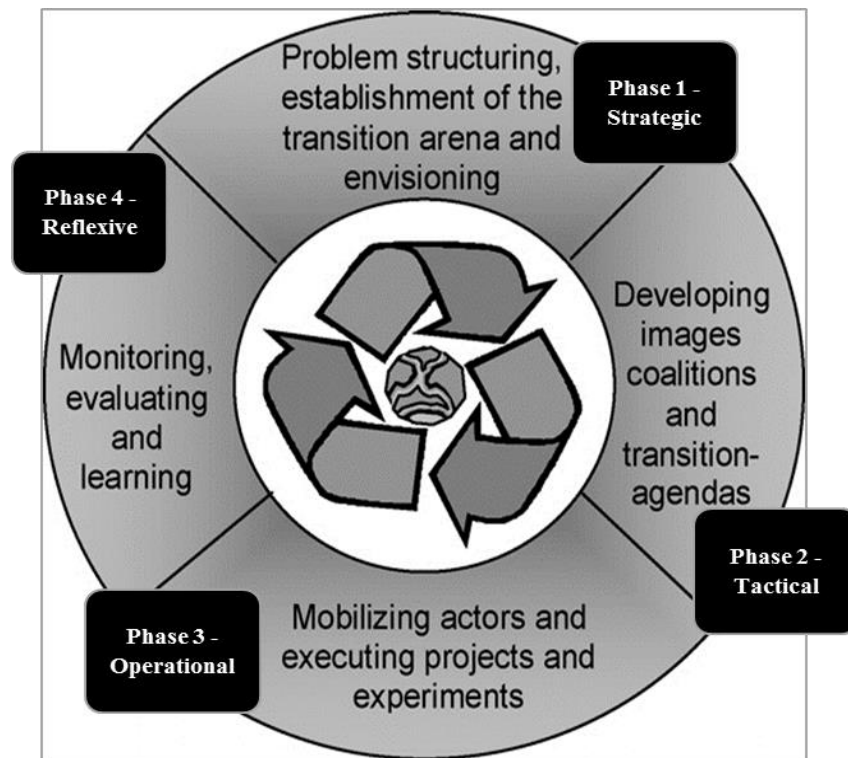 Problem structuring,
establishment of the
transition arena and
envisioning
Phase 1 -
Strategic
Developing
images
coalitions
and
transition-
agendas
Phase 2 -
Tactical
Mobilizing actors and
executing projects and
experiments
Phase 3 -
Operational
Monitoring,
evaluating
and
learning
Phase 4 -
Reflexive